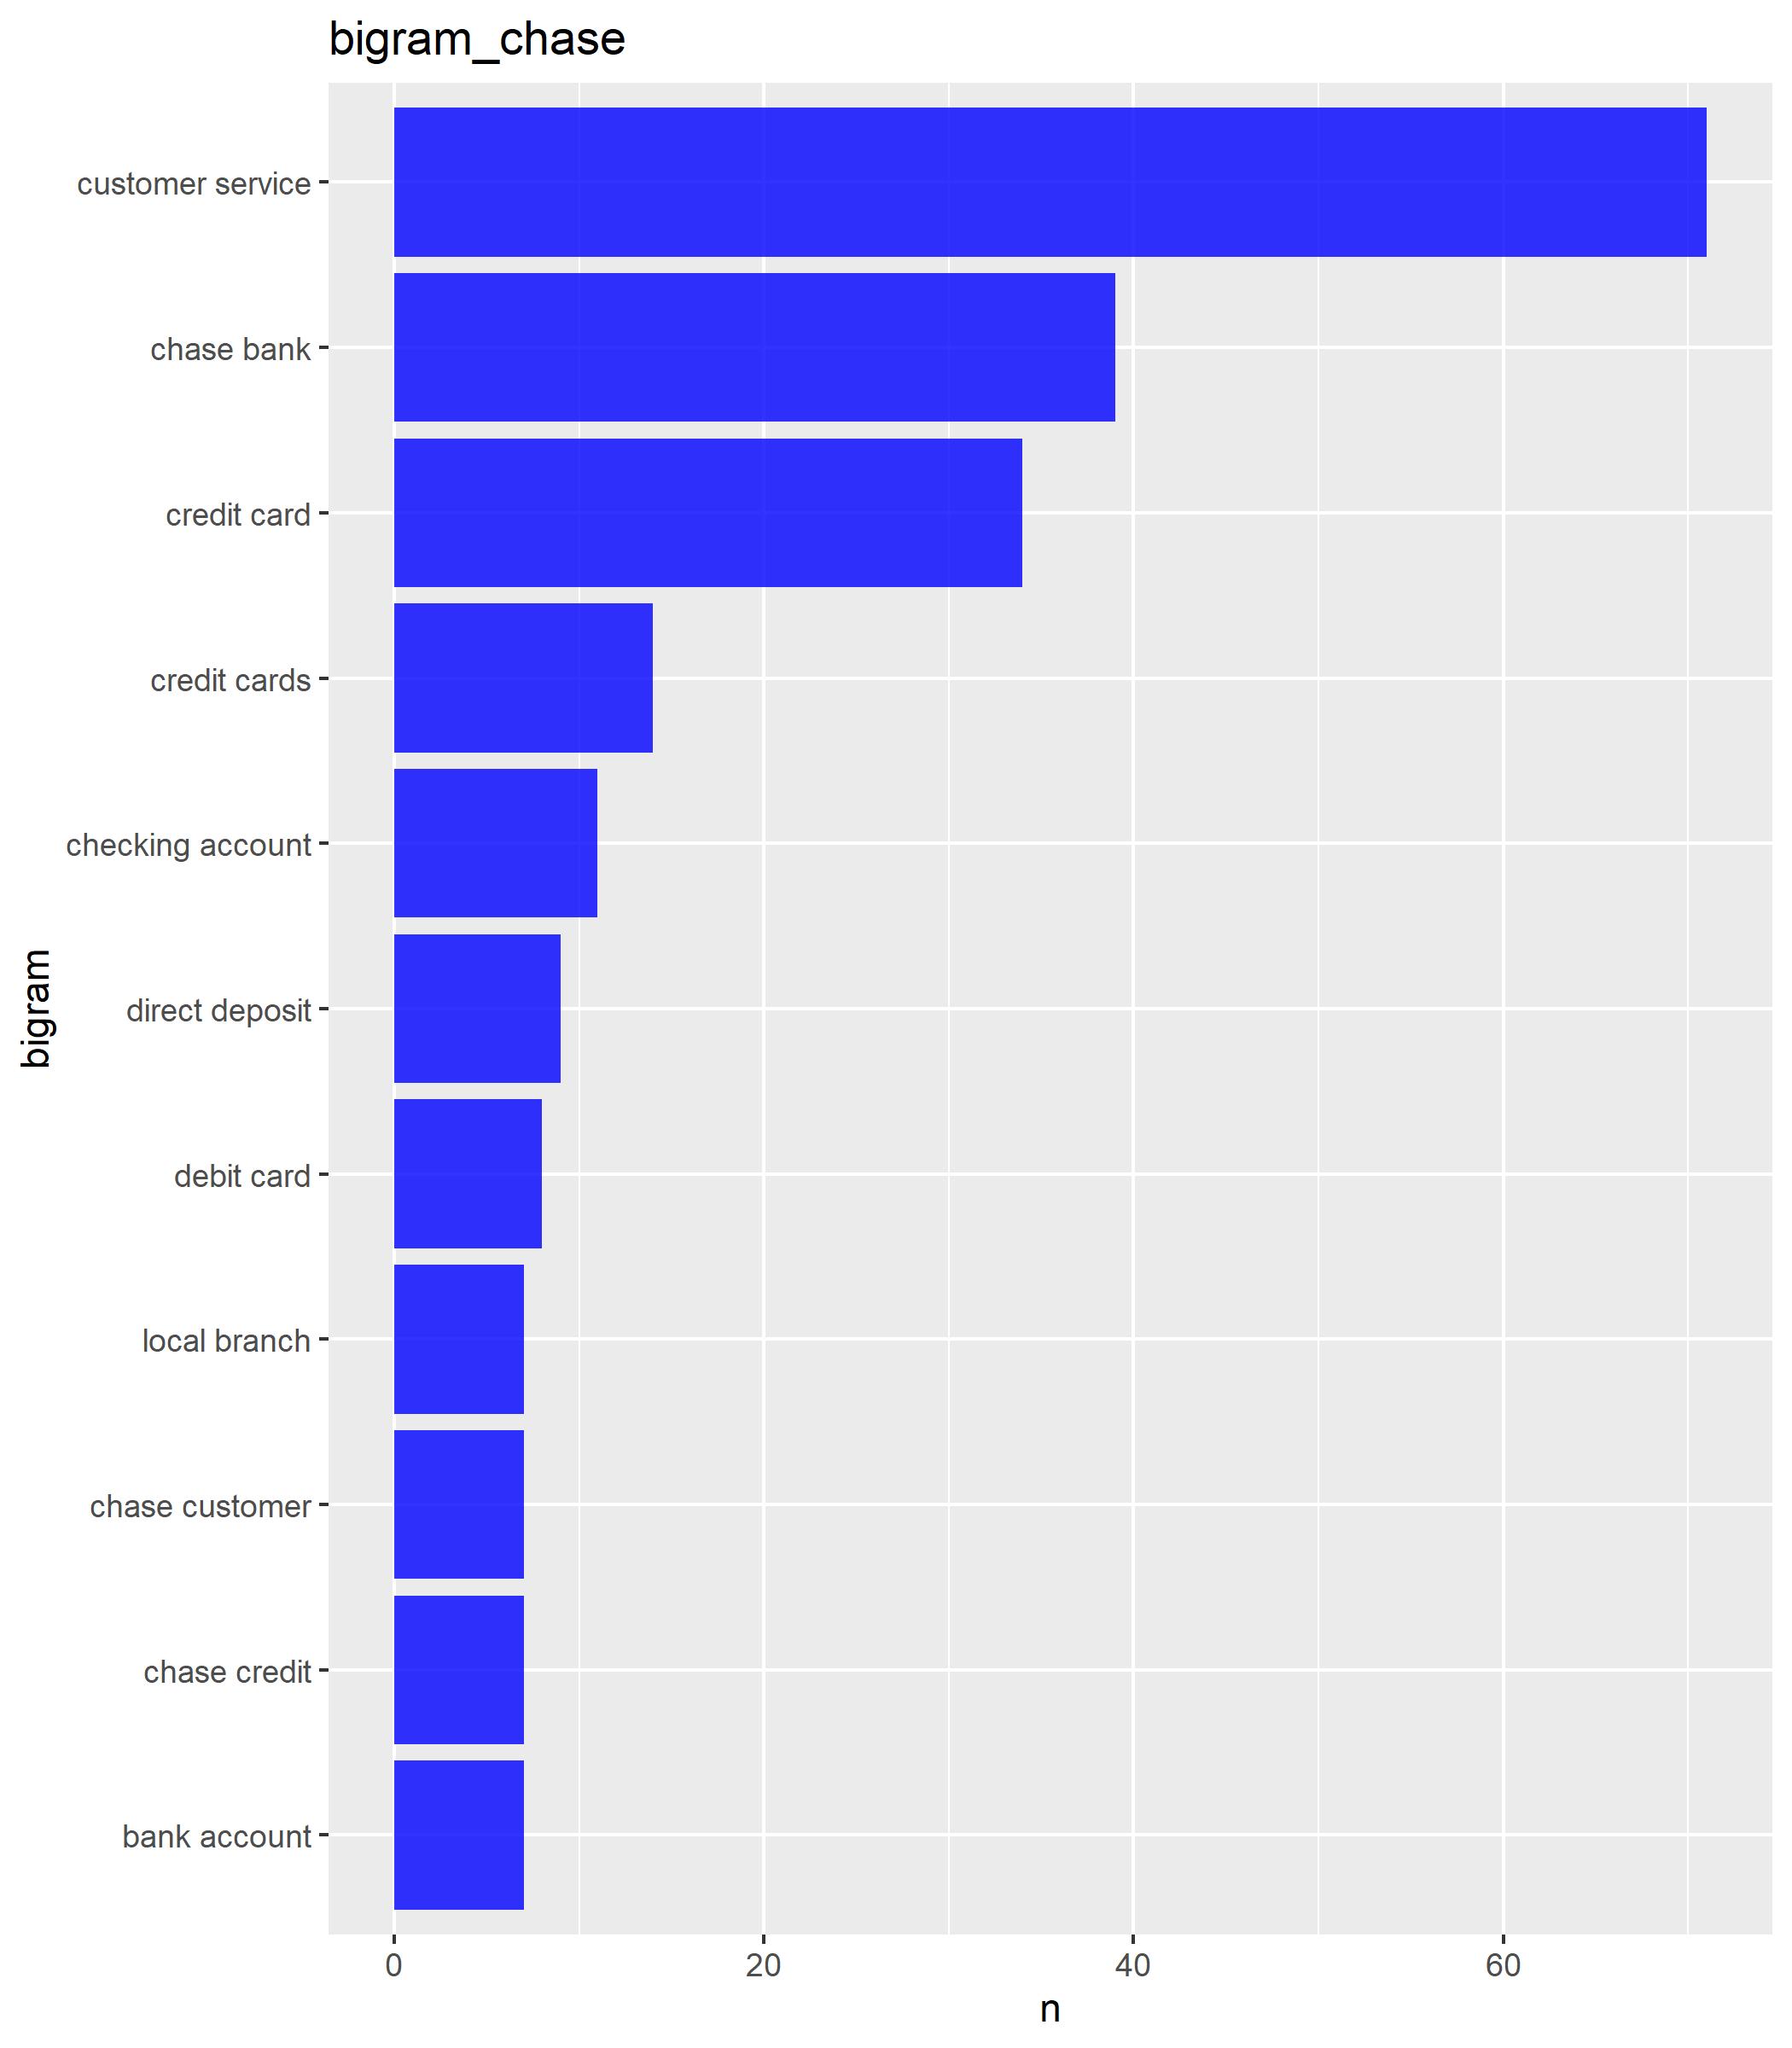 bigram_chase
customer service
chase bank
credit card
credit cards
checking account
direct deposit
debit card
local branch
chase customer
chase credit
bank account
bigram
0 20 40 60
n